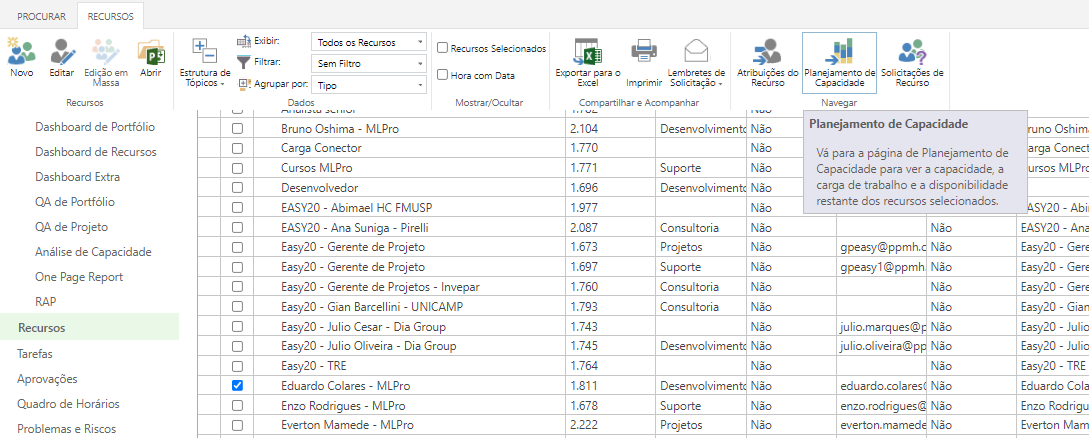 PROCURAR RECURSOS
Novo
Editar
Edição em Massa
Abrir
Recursos
Estrutura de Tópicos
Exibir: Todos os Recursos
Filtrar: Sem Filtro
Agrupar por: Tipo
Dados
Recursos Selecionados
Hora com Data
Mostrar/Ocultar
Exportar para o Excel
Imprimir
Lembretes de Solicitação
Compartilhar e Acompanhar
Atribuições do Recurso
Planejamento de Capacidade
Solicitações de Recurso
Navegar
Planejamento de Capacidade
Vá para a página de Planejamento de
Capacidade para ver a capacidade, a
carga de trabalho e a disponibilidade
restante dos recursos selecionados.
Dashboard de Portfólio
Dashboard de Recursos
Dashboard Extra
QA de Portfólio
QA de Projeto
Análise de Capacidade
One Page Report
RAP
Recursos
Tarefas
Aprovações
Quadro de Horários
Problemas e Riscos
Analista sênior 1.782
Bruno Oshima - MLPro 2.104 Desenvolvimento Não runo Oshima
Carga Conector 1.770 Não arga Conector
Cursos MLPro 1.771 Suporte Não ursos MLPro
Desenvolvedor 1.696 Desenvolvimento Não
EASY20 - Abimael HC FMUSP 1.977 Não EASY20 - Abi
EASY20 - Ana Suniga - Pirelli 2.087 Consultoria Não Não EASY20 - Ana
Easy20 - Gerente de Projeto 1.673 Projetos Não gpeasy@ppmh.c Não Easy20 - Gere
Easy20 - Gerente de Projeto 1.697 Suporte Não gpeasy1@ppmh. Não Easy20 - Gere
Easy20 - Gerente de Projetos - Invepar 1.760 Consultoria Não Não Easy20 - Gere
Easy20 - Gian Barcellini - UNICAMP 1.793 Consultoria Não Não Easy20 - Gian
Easy20 - Julio Cesar - Dia Group 1.743 Não julio.marques@p Não Easy20 - Julio
Easy20 - Julio Oliveira - Dia Group 1.745 Desenvolvimento Não julio.oliveira@pp Não Easy20 - Julio
Easy20 - TRE 1.764 Não Não Easy20 - TRE
Eduardo Colares - MLPro 1.811 Desenvolvimento Não eduardo.colares@ Não Eduardo Cola
Enzo Rodrigues - MLPro 1.678 Suporte Não enzo.rodrigues@ Não Enzo Rodrigu
Everton Mamede - MLPro 2.222 Projetos Não everton.mamede Não Everton Mam